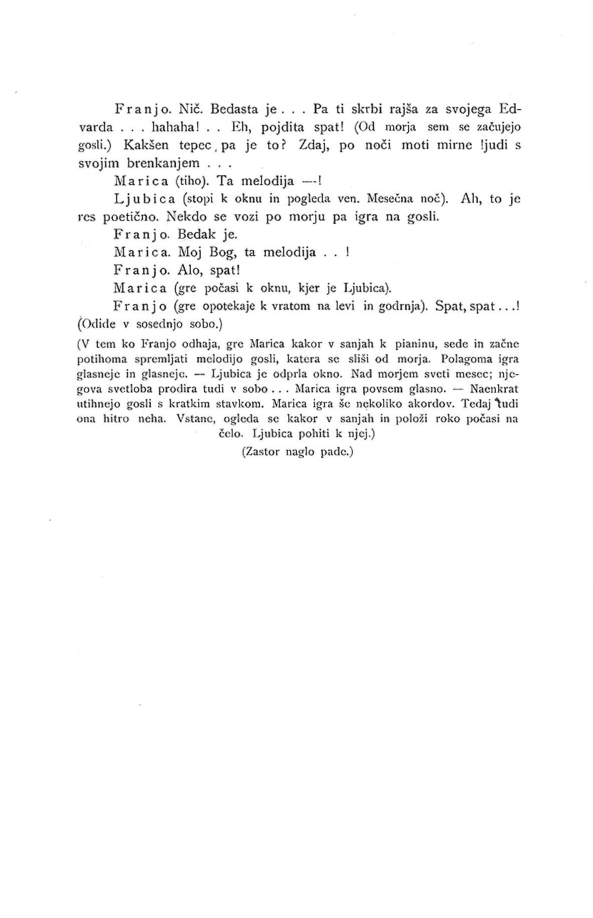 Franjo. Nič. Bedasta je . . . Pa ti skrbi rajša za svojega Ed-
varda . . . hahaha! . . Eh, pojdita spat! (Od morja sem se začujejo
gosli.) Kakšen tepec, pa je to? Zdaj, po noči moti mirne ljudi s
svojim brenkanjem . . .
Marica (tiho). Ta melodija —!
Ljubica (stopi k oknu in pogleda ven. Mesečna noč). Ah, to je
res poetično. Nekdo se vozi po morju pa igra na gosli.
Franjo. Bedak je.
Marica. Moj Bog, ta melodija . . !
Franjo. Alo, spat!
Marica (gre počasi k oknu, kjer je Ljubica).
Franjo (gre opotekaje k vratom na levi in godrnja). Spat, spat . . .!
(Odide v sosednjo sobo.)
(V tem ko Franjo odhaja, gre Marica kakor v sanjah k pianinu, sede in začne
potihoma spremljati melodijo gosli, katera se sliši od morja. Polagoma igra
glasneje in glasneje. — Ljubica je odprla okno. Nad morjem sveti mesec; nje-
gova svetloba prodira tudi v sobo . . . Marica igra povsem glasno. — Naenkrat
utihnejo gosli s kratkim stavkom. Marica igra še nekoliko akordov. Tedaj tudi
ona hitro neha. Vstane, ogleda se kakor v sanjah in položi roko počasi na
čelo. Ljubica pohiti k njej.)
(Zastor naglo pade.)